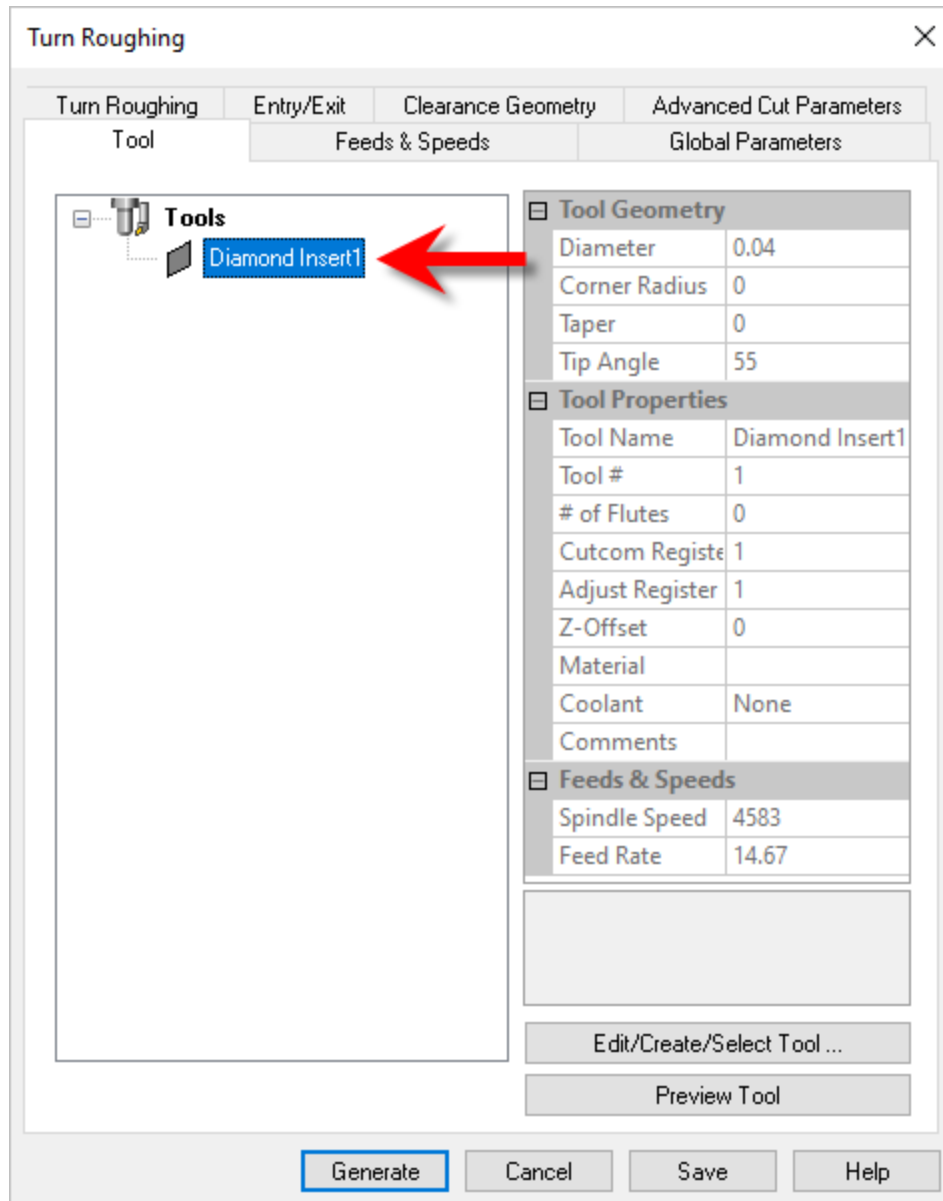 Turn Roughing
Turn Roughing Entry/Exit Clearance Geometry Advanced Cut Parameters
Tool Feeds & Speeds Global Parameters
Tools
Diamond Insert1
Tool Geometry
Diameter 0.04
Corner Radius 0
Taper 0
Tip Angle 55
Tool Properties
Tool Name Diamond Insert1
Tool # 1
# of Flutes 0
Cutcom Registe 1
Adjust Register 1
Z-Offset 0
Material
Coolant None
Comments
Feeds & Speeds
Spindle Speed 4583
Feed Rate 14.67
Edit/Create/Select Tool ...
Preview Tool
Generate Cancel Save Help